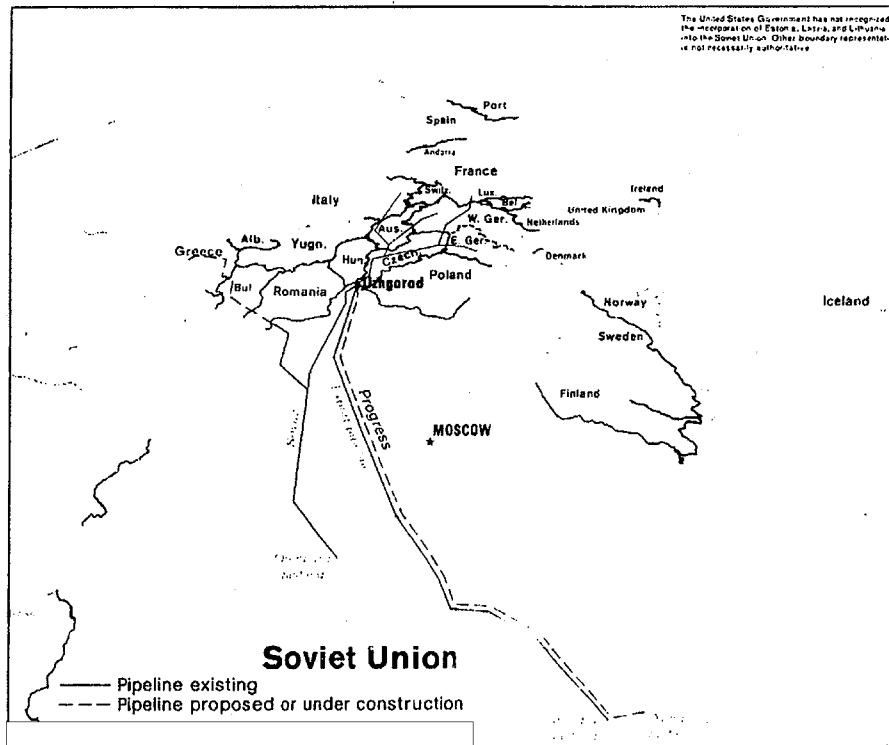 The United States Government has not recognized
the incorporation of Estonia, Latvia, and Lithuania
into the Soviet Union. Other boundary representat
is not necessarily authoritative
Port
Spain
Andorra
France
Switz.
Lux.
Bel
Ireland
United Kingdom
Netherlands
Italy
W. Ger.
Aus.
E. Ger
Denmark
Alb.
Yugo.
Greece
Hun
Czech
Poland
Bul
Romania
Uzhgorod
Norway
Iceland
Sweden
Finland
Progress
MOSCOW
Soviet Union
Pipeline existing
Pipeline proposed or under construction